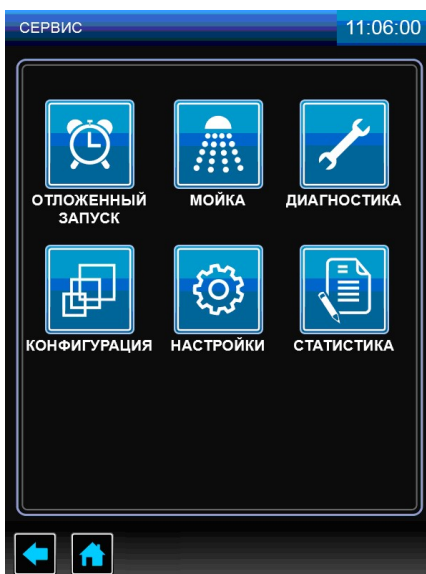 СЕРВИС 11:06:00
ОТЛОЖЕННЫЙ
ЗАПУСК
МОЙКА
ДИАГНОСТИКА
КОНФИГУРАЦИЯ
НАСТРОЙКИ
СТАТИСТИКА